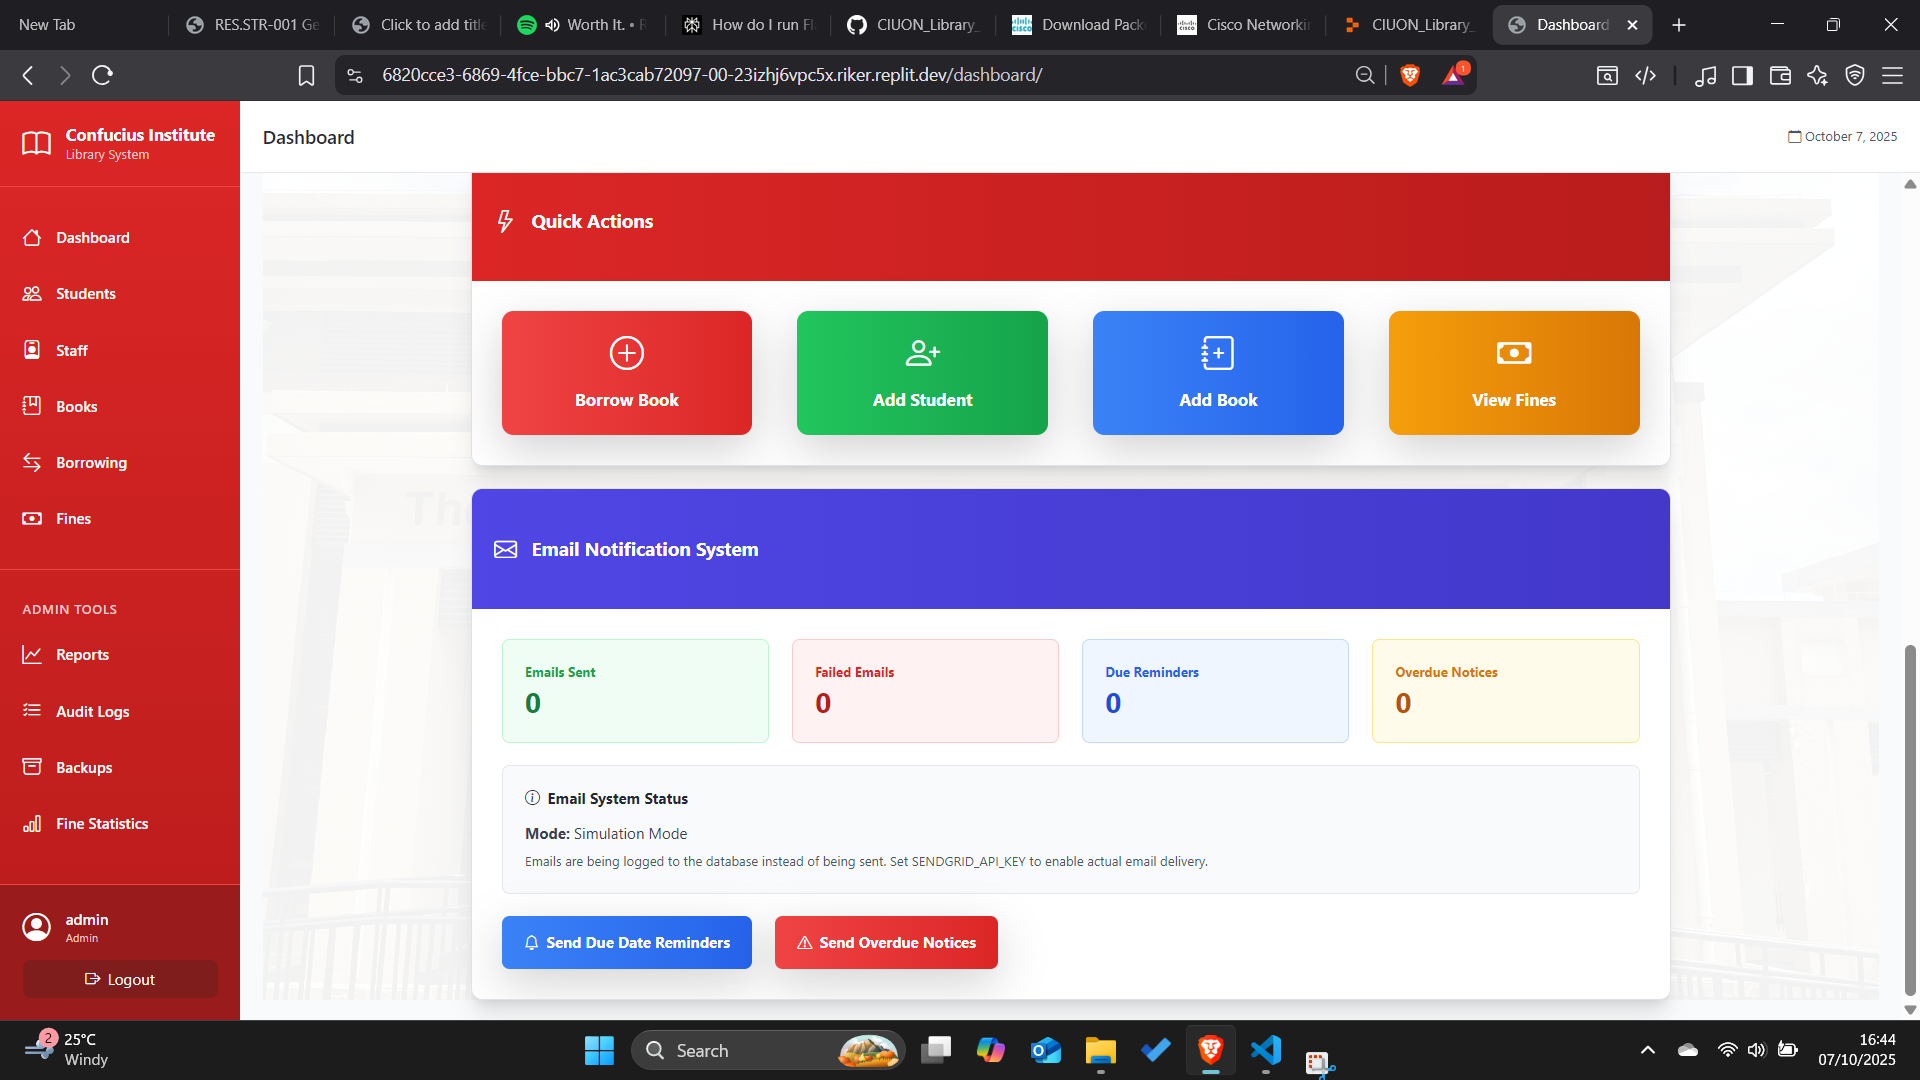 New Tab
RES.STR-001 Ge
Click to add title
Worth It. •
How do I run Fl
CIUON_Library_
Download Pack
Cisco Networkin
CIUON_Library_
Dashboard
6820cce3-6869-4fce-bbc7-1ac3cab72097-00-23izhj6vpc5x.riker.replit.dev/dashboard/
1
Confucius Institute
Library System
Dashboard
Students
Staff
Books
Borrowing
Fines
ADMIN TOOLS
Reports
Audit Logs
Backups
Fine Statistics
admin
Admin
Logout
Dashboard
October 7, 2025
Quick Actions
Borrow Book
Add Student
Add Book
View Fines
Th
Email Notification System
Emails Sent
0
Failed Emails
0
Due Reminders
0
Overdue Notices
0
Email System Status
Mode: Simulation Mode
Emails are being logged to the database instead of being sent. Set SENDGRID_API_KEY to enable actual email delivery.
Send Due Date Reminders
Send Overdue Notices
2
25°C
Windy
Search
16:44
07/10/2025